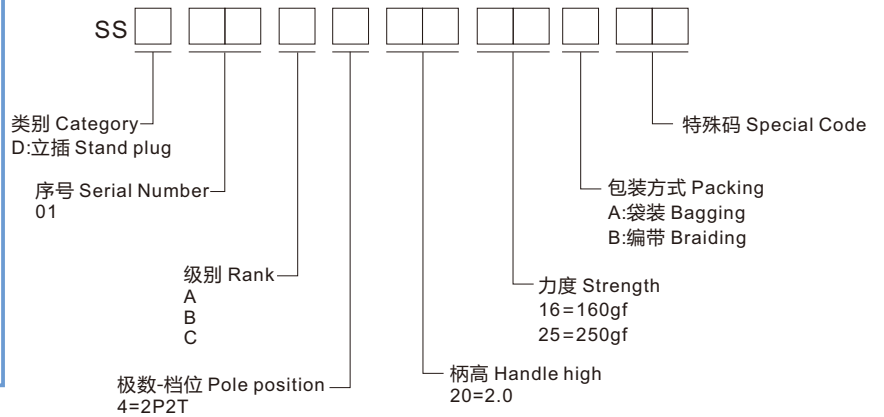 SS
类别 Category
D:立插 Stand plug
序号 Serial Number
01
级别 Rank
A
B
C
极数-档位 Pole position
4=2P2T
柄高 Handle high
20=2.0
力度 Strength
16=160gf
25=250gf
包装方式 Packing
A:袋装 Bagging
B:编带 Braiding
特殊码 Special Code